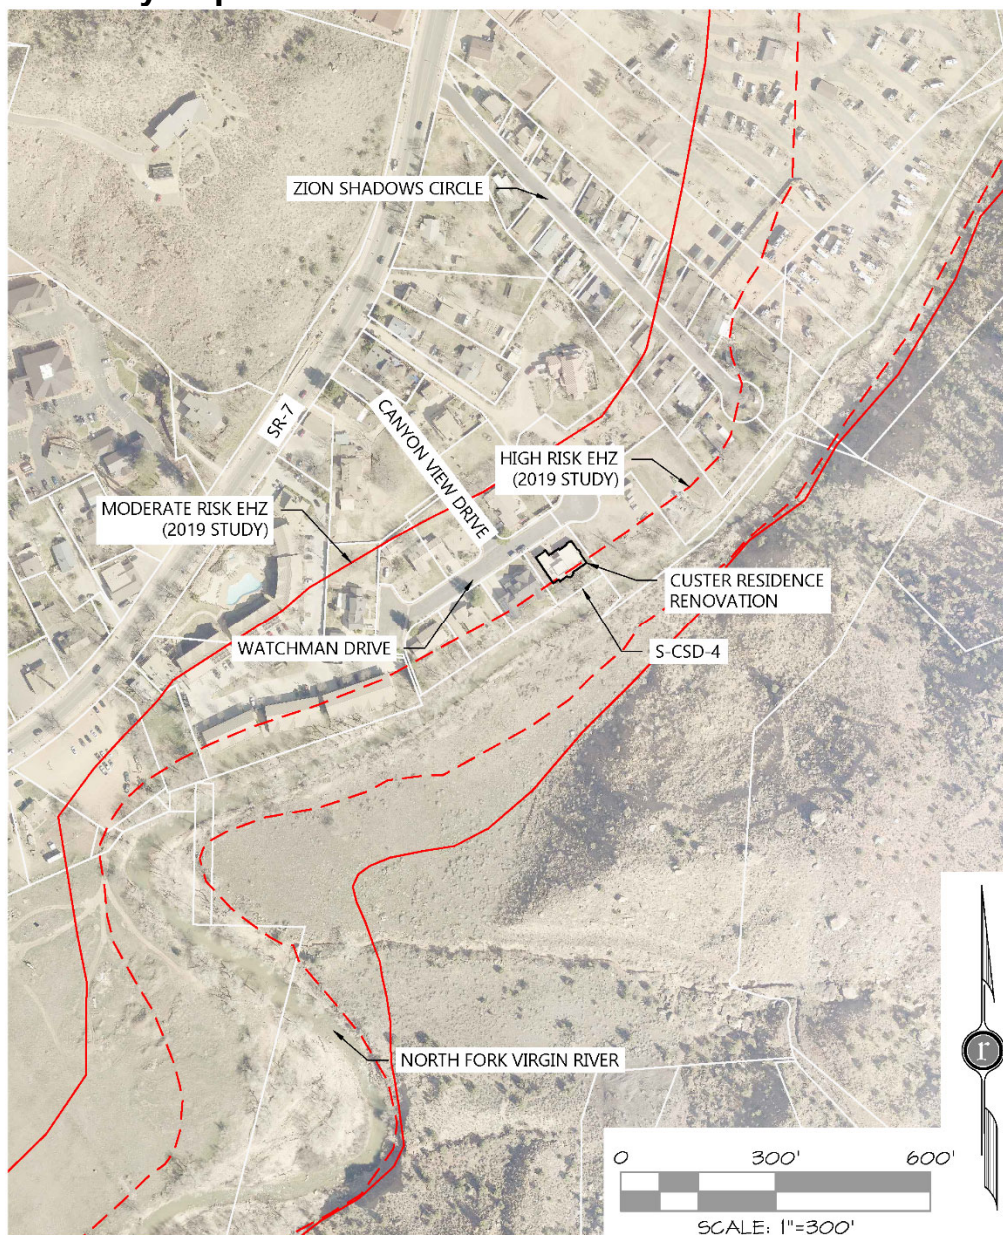 ZION SHADOWS CIRCLE
SR-7
CANYON VIEW DRIVE
HIGH RISK EHZ
(2019 STUDY)
MODERATE RISK EHZ
(2019 STUDY)
CUSTER RESIDENCE
RENOVATION
WATCHMAN DRIVE
S-CSD-4
NORTH FORK VIRGIN RIVER
r
0 300' 600'
SCALE: 1"=300'